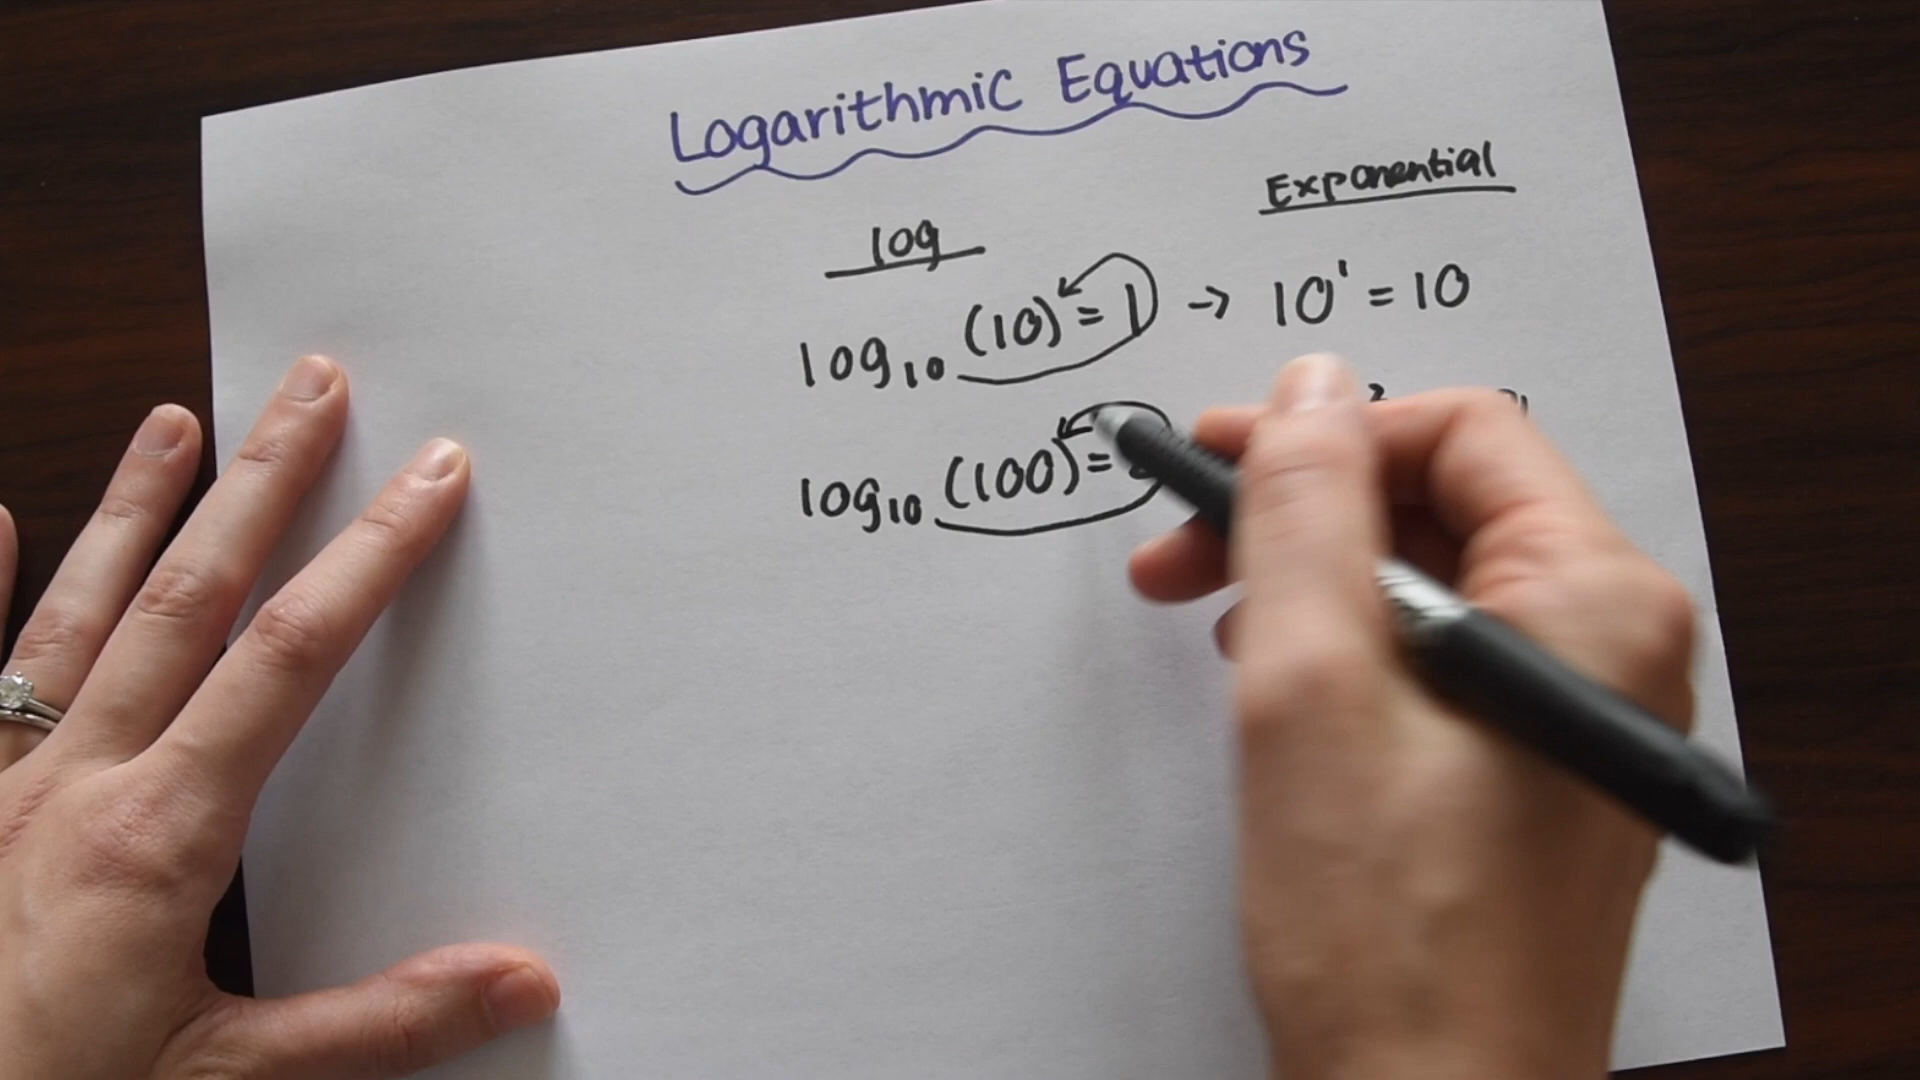 Logarithmic Equations
log
Exponential
log₁₀ (10) = 1 → 10¹ = 10
log₁₀ (100) =